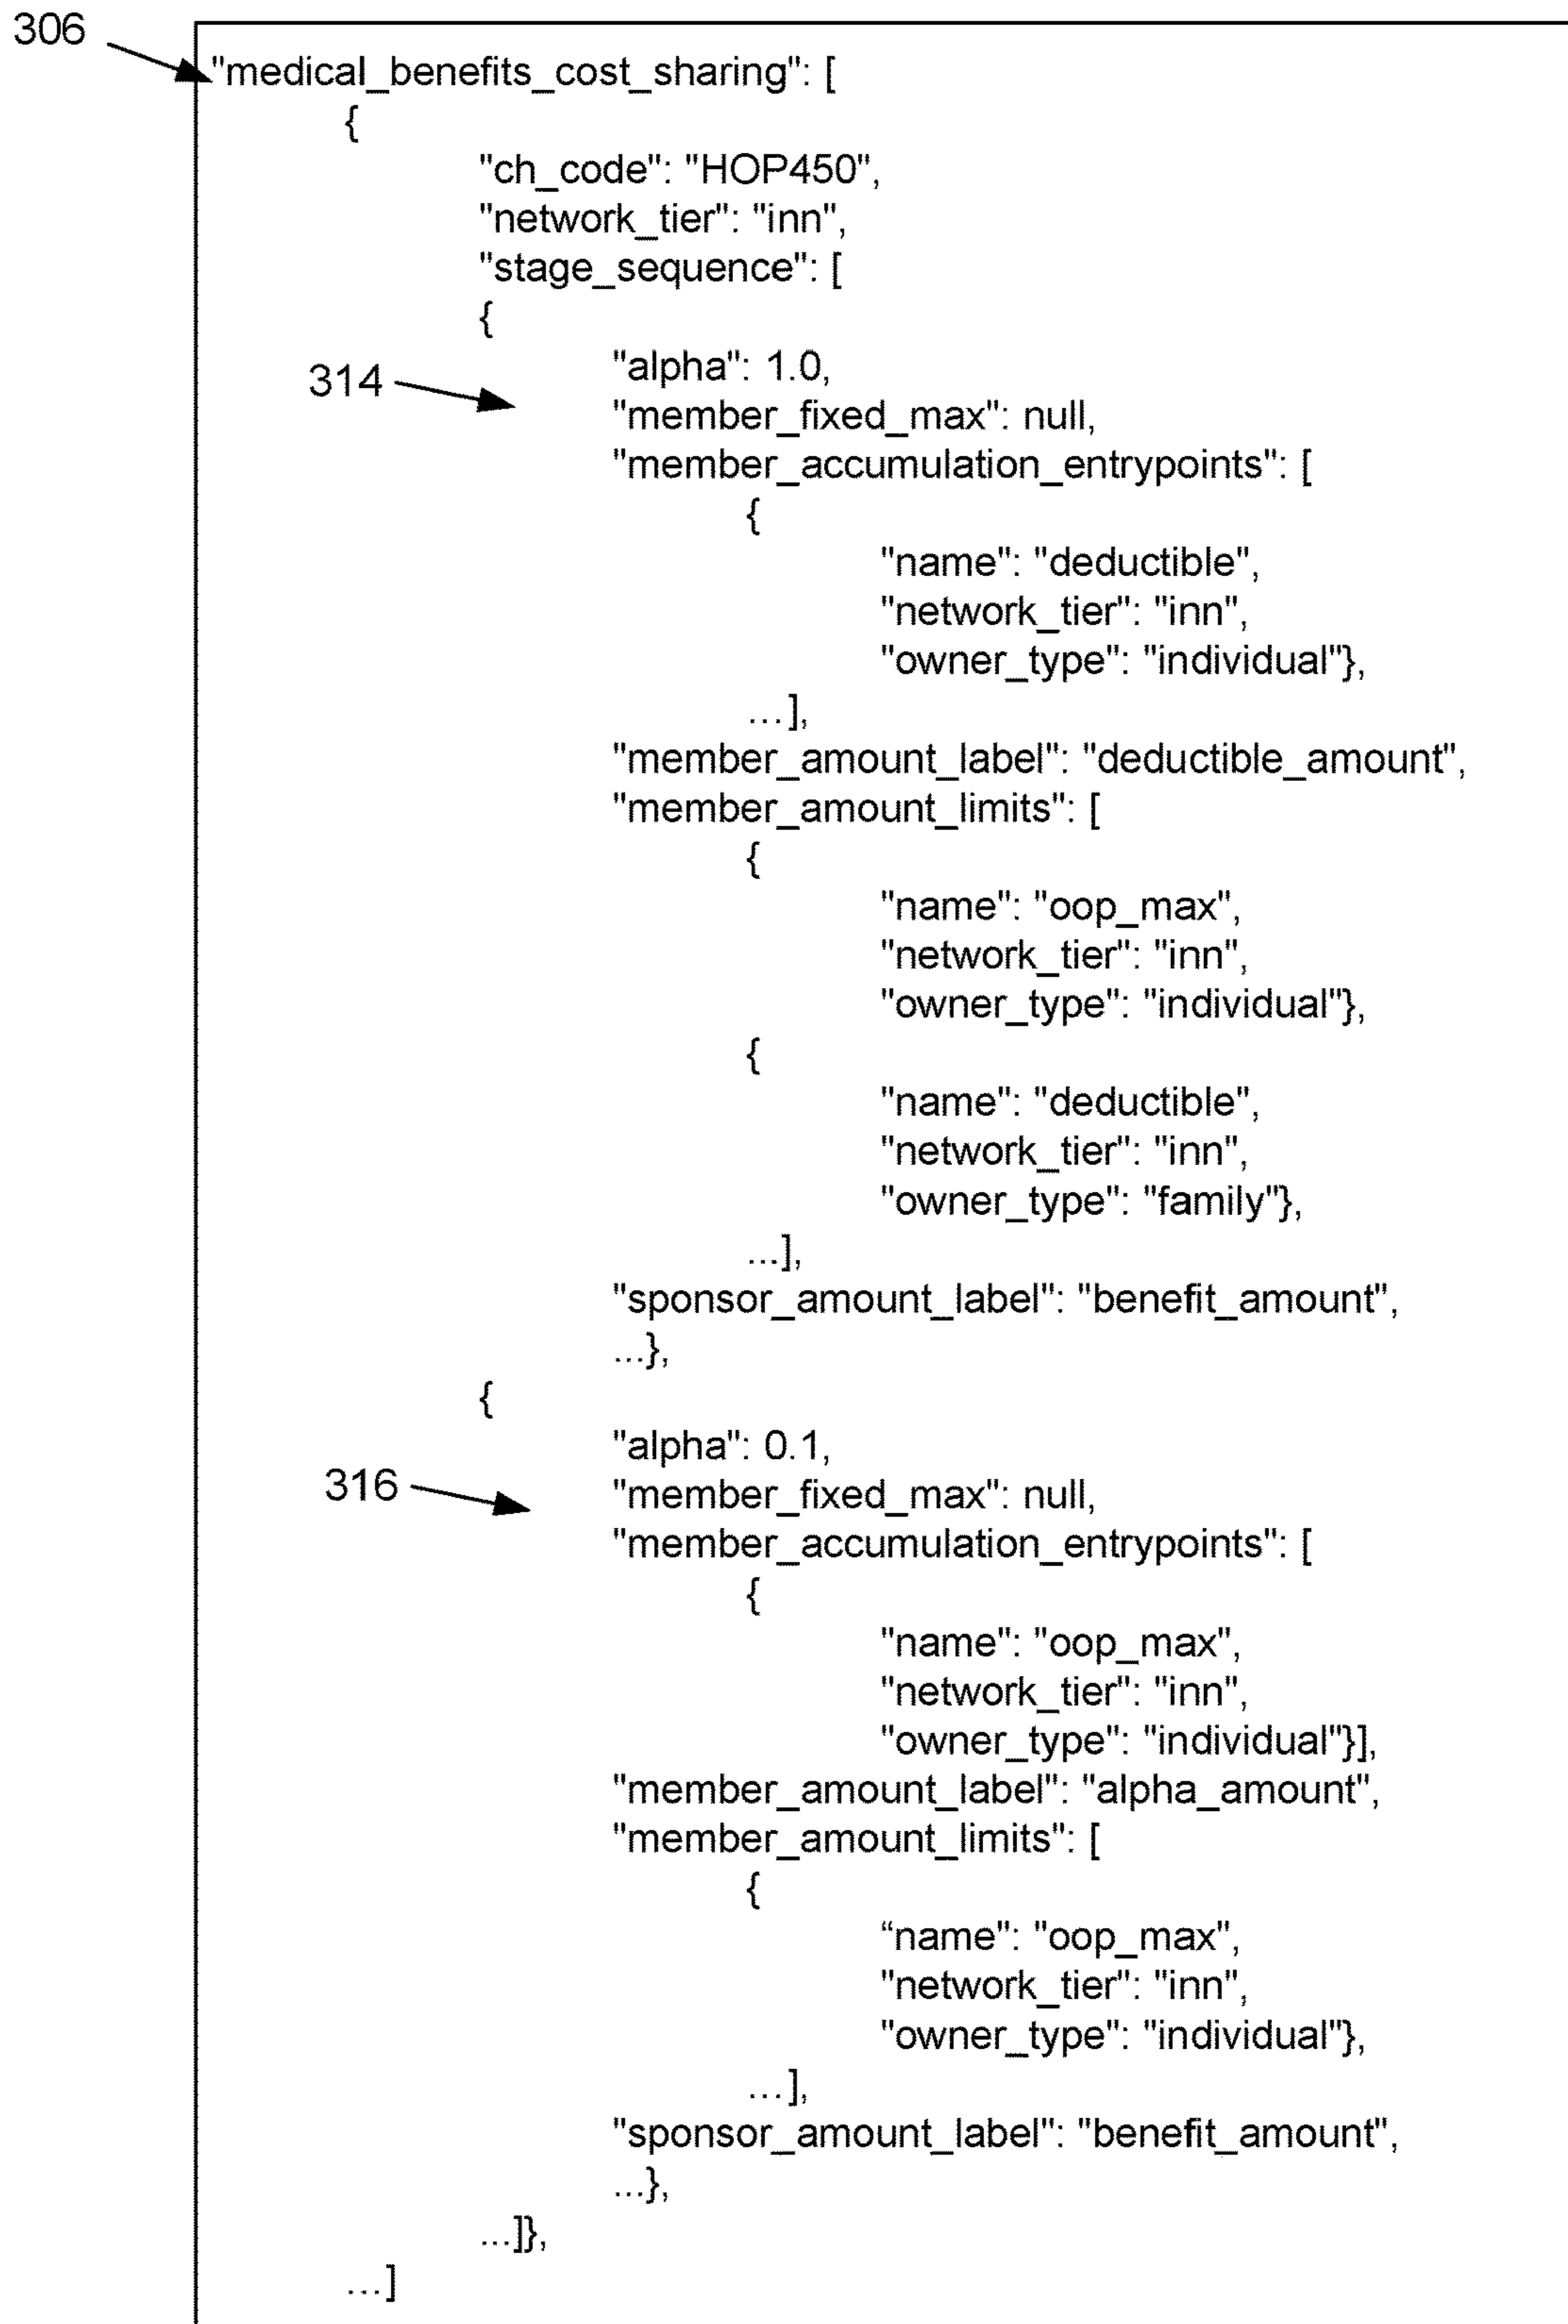 306
"medical_benefits_cost_sharing": [
{
"ch_code": "HOP450",
"network_tier": "inn",
"stage_sequence": [
{
"alpha": 1.0,
314
"member_fixed_max": null,
"member_accumulation_entrypoints": [
{
"name": "deductible",
"network_tier": "inn",
"owner_type": "individual"},
...],
"member_amount_label": "deductible_amount",
"member_amount_limits": [
{
"name": "oop_max",
"network_tier": "inn",
"owner_type": "individual"},
{
"name": "deductible",
"network_tier": "inn",
"owner_type": "family"},
...],
"sponsor_amount_label": "benefit_amount",
...},
{
"alpha": 0.1,
316
"member_fixed_max": null,
"member_accumulation_entrypoints": [
{
"name": "oop_max",
"network_tier": "inn",
"owner_type": "individual"}],
"member_amount_label": "alpha_amount",
"member_amount_limits": [
{
“name": "oop_max",
"network_tier": "inn",
"owner_type": "individual"},
...],
"sponsor_amount_label": "benefit_amount",
...},
...]},
...]